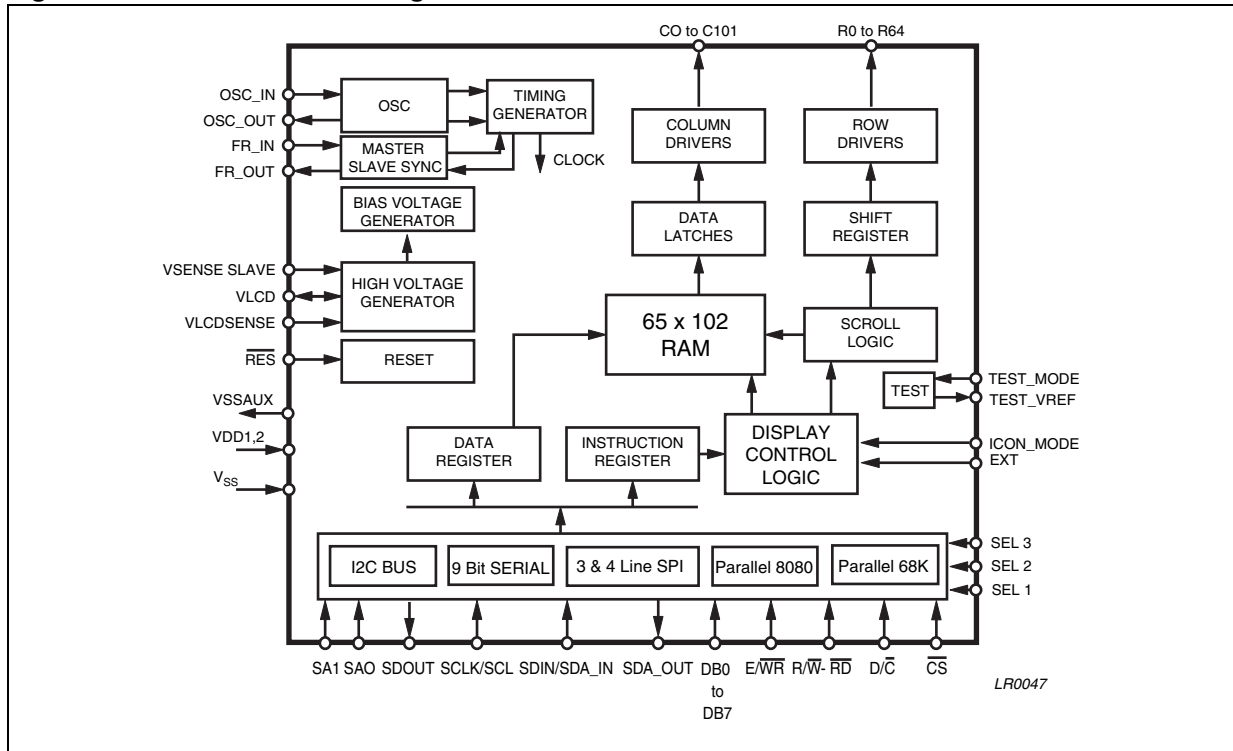 CO to C101
R0 to R64
OSC_IN
OSC_OUT
FR_IN
FR_OUT
OSC
TIMING
GENERATOR
MASTER
SLAVE SYNC
CLOCK
BIAS VOLTAGE
GENERATOR
COLUMN
DRIVERS
ROW
DRIVERS
DATA
LATCHES
SHIFT
REGISTER
VSENSE SLAVE
VLCD
VLCDSENSE
HIGH VOLTAGE
GENERATOR
65 x 102
RAM
SCROLL
LOGIC
RES
RESET
TEST
TEST_MODE
TEST_VREF
VSSAUX
VDD1,2
VSS
DATA
REGISTER
INSTRUCTION
REGISTER
DISPLAY
CONTROL
LOGIC
ICON_MODE
EXT
I2C BUS
9 Bit SERIAL
3 & 4 Line SPI
Parallel 8080
Parallel 68K
SEL 3
SEL 2
SEL 1
SA1
SAO
SDOUT
SCLK/SCL
SDIN/SDA_IN
SDA_OUT
DB0
to
DB7
E/WR
R/W- RD
D/C
CS
LR0047